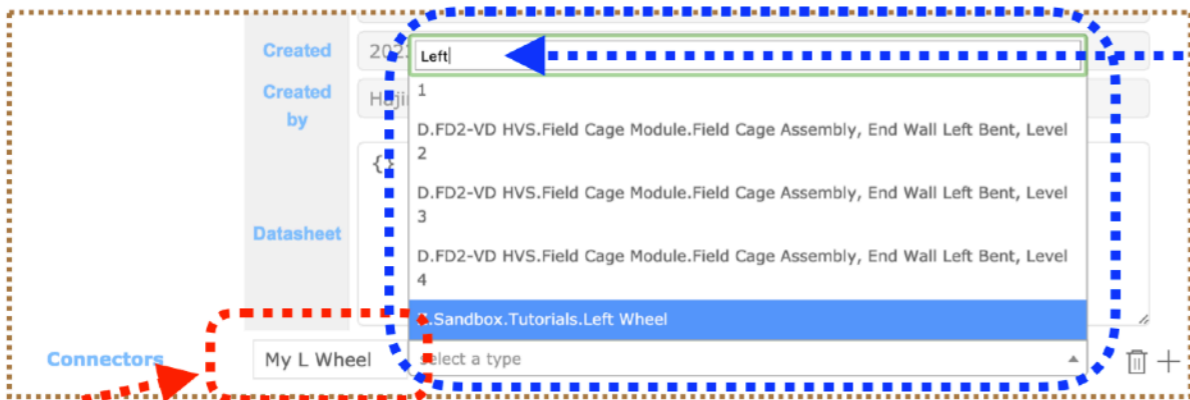 Created 202
Left
1
Created by Haji
D.FD2-VD HVS.Field Cage Module.Field Cage Assembly, End Wall Left Bent, Level
2
{}
D.FD2-VD HVS.Field Cage Module.Field Cage Assembly, End Wall Left Bent, Level
3
Datasheet
D.FD2-VD HVS.Field Cage Module.Field Cage Assembly, End Wall Left Bent, Level
4
.Sandbox.Tutorials.Left Wheel
Connectors My L Wheel select a type